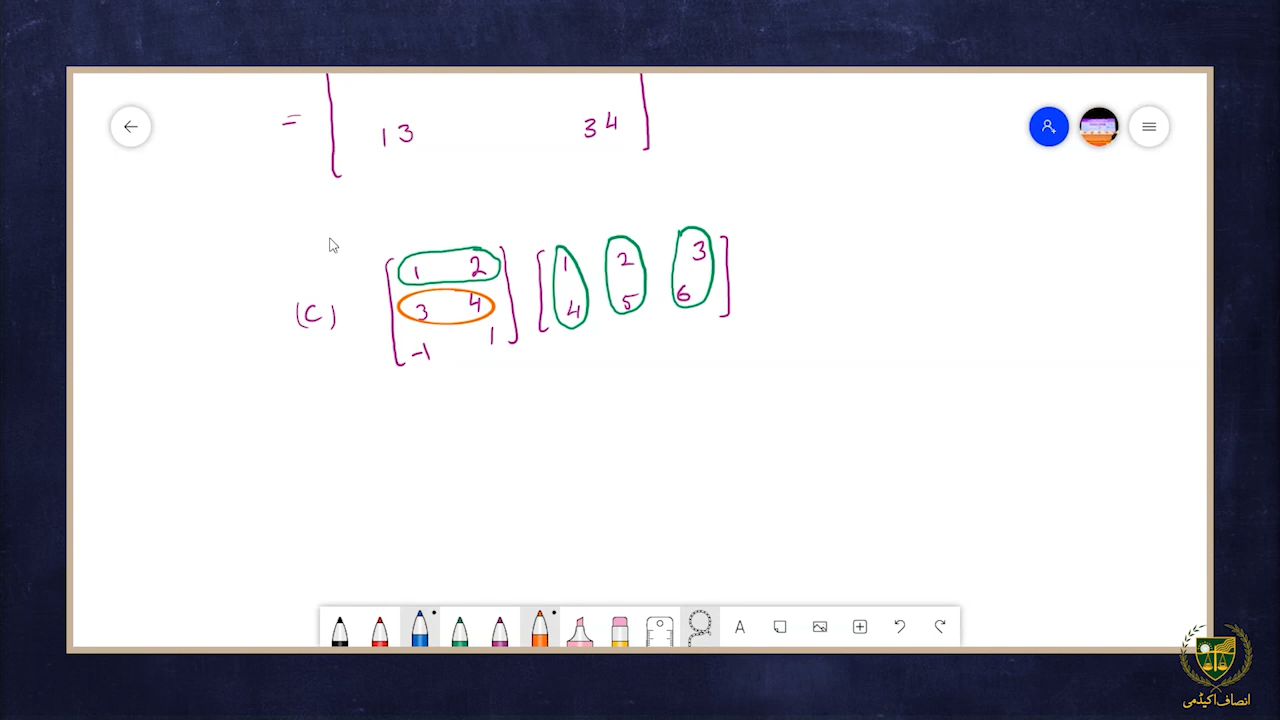 = [ 13 34 ]
(C) [ 1 2 ] [ 1 2 3 ]
3 4 4 5 6
-1 1
A
انصاف اکیڈمی